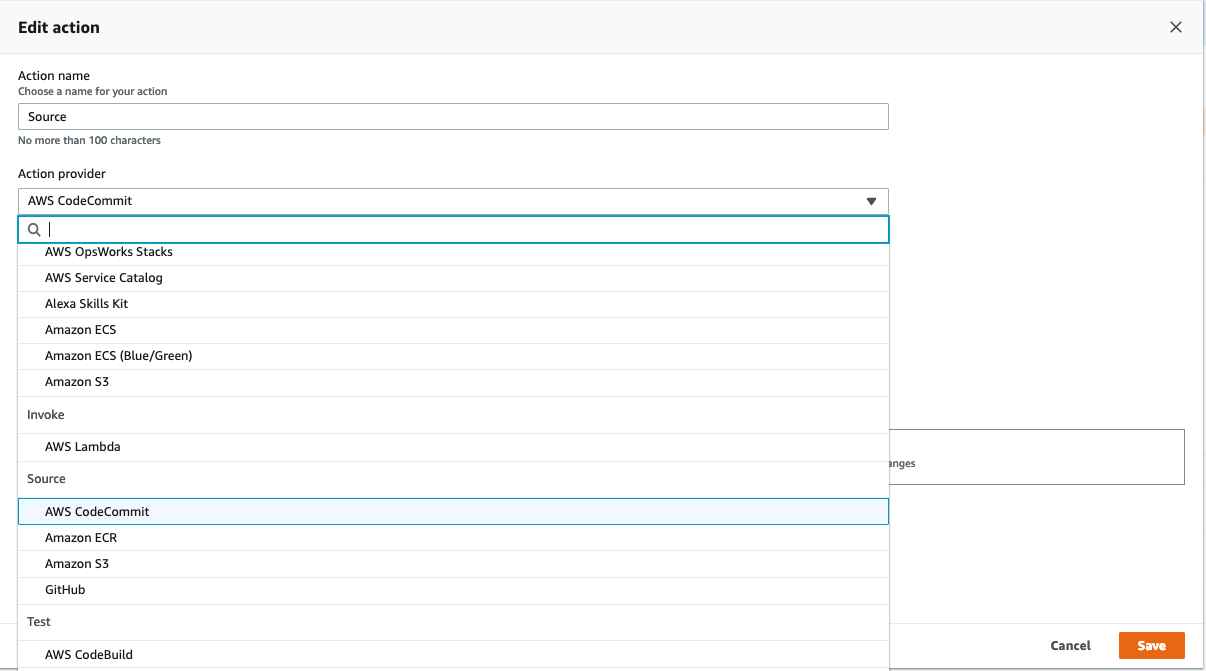 Edit action
Action name
Choose a name for your action
Source
No more than 100 characters
Action provider
AWS CodeCommit
AWS OpsWorks Stacks
AWS Service Catalog
Alexa Skills Kit
Amazon ECS
Amazon ECS (Blue/Green)
Amazon S3
Invoke
AWS Lambda
anges
Source
AWS CodeCommit
Amazon ECR
Amazon S3
GitHub
Test
AWS CodeBuild
Cancel
Save